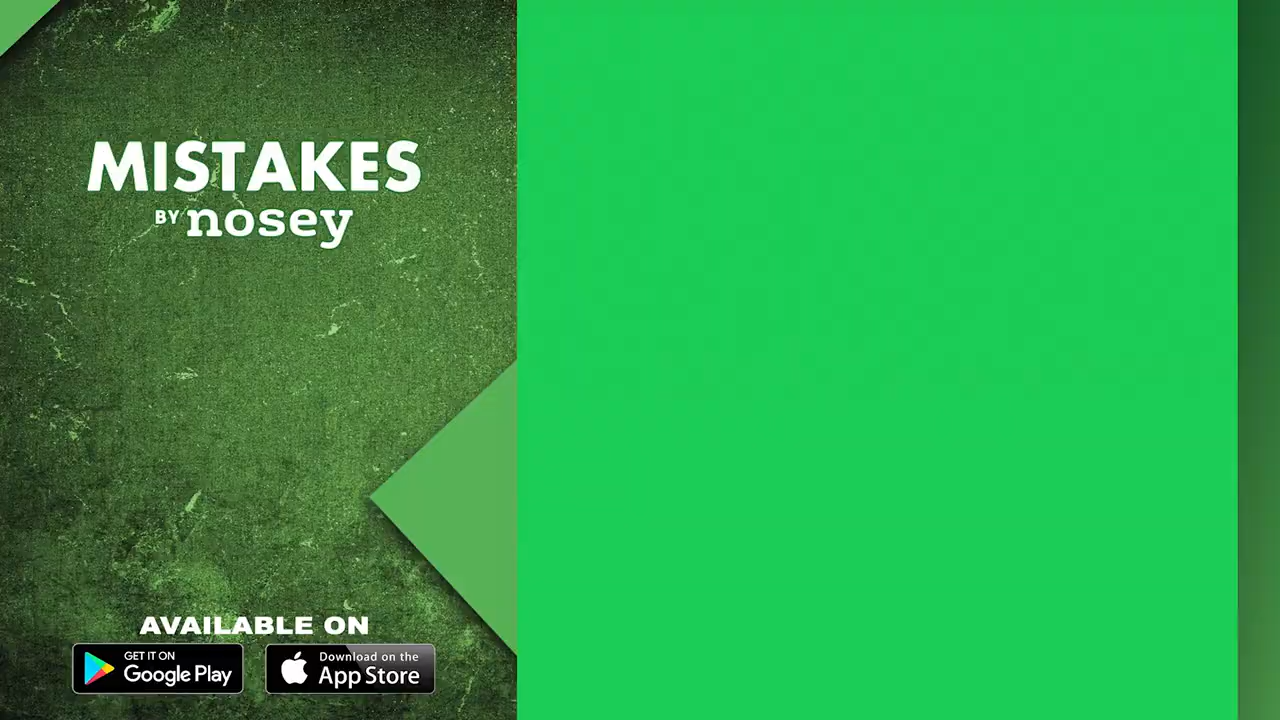 MISTAKES
BY nosey
AVAILABLE ON
GET IT ON
Google Play
Download on the
App Store